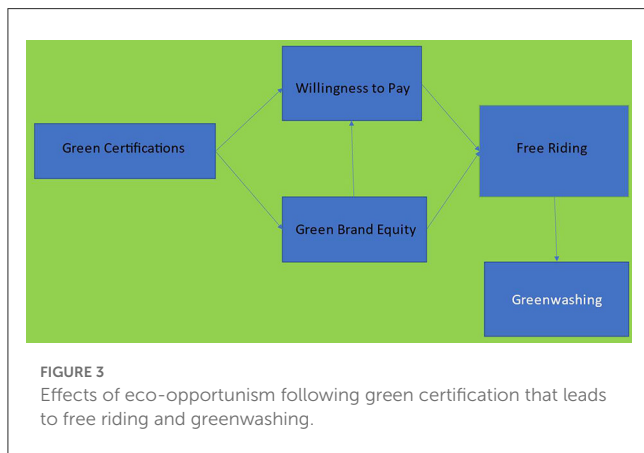 Willingness to Pay
Green Certifications
Free Riding
Green Brand Equity
Greenwashing
FIGURE 3
Effects of eco-opportunism following green certification that leads
to free riding and greenwashing.